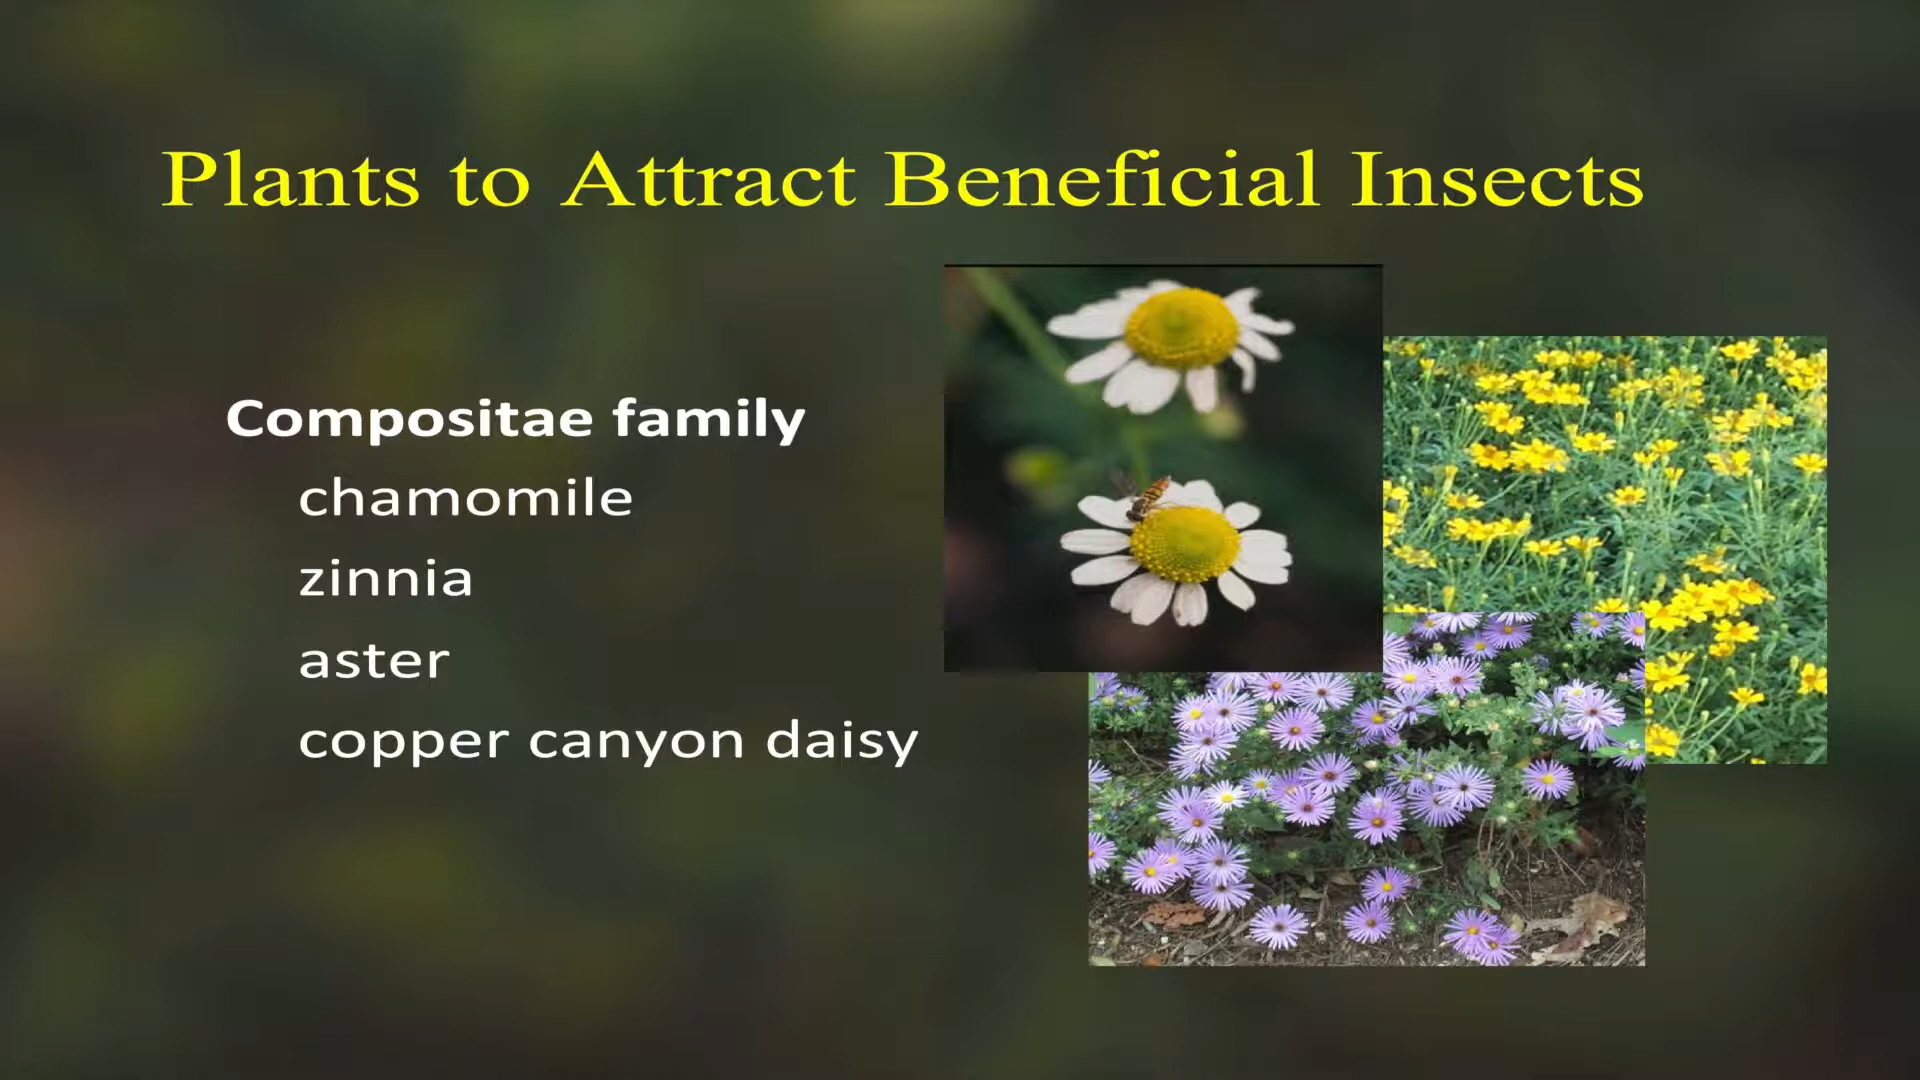 Plants to Attract Beneficial Insects
Compositae family
chamomile
zinnia
aster
copper canyon daisy